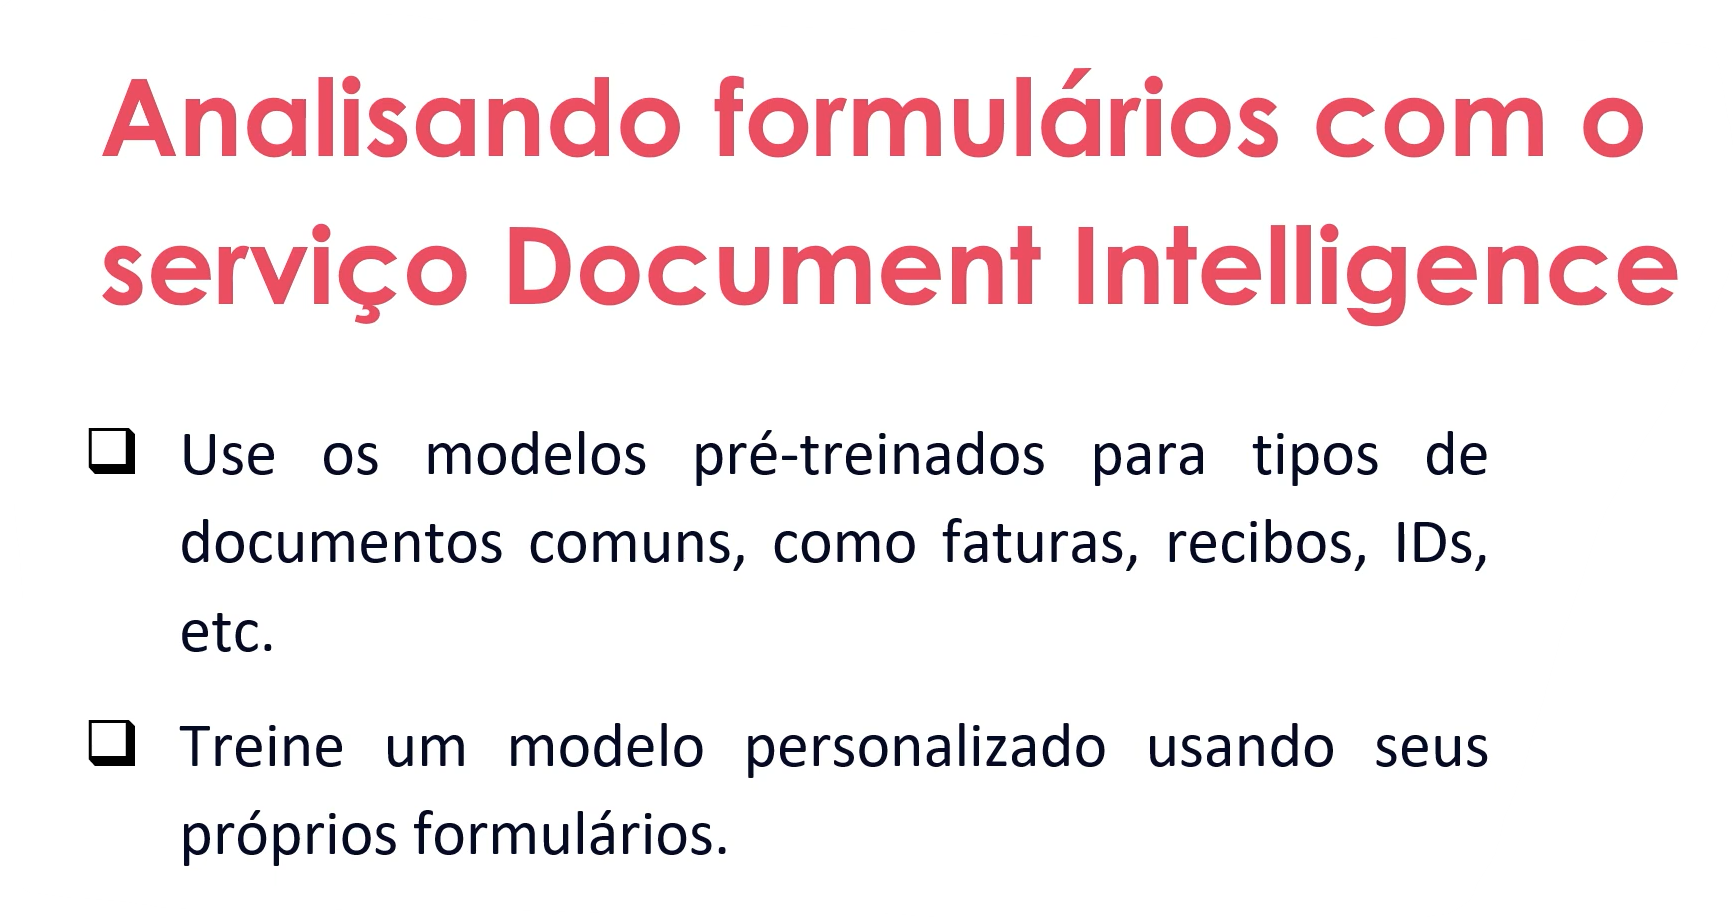 Analisando formulários com o
serviço Document Intelligence
❑ Use os modelos pré-treinados para tipos de
documentos comuns, como faturas, recibos, IDs,
etc.
❑ Treine um modelo personalizado usando seus
próprios formulários.